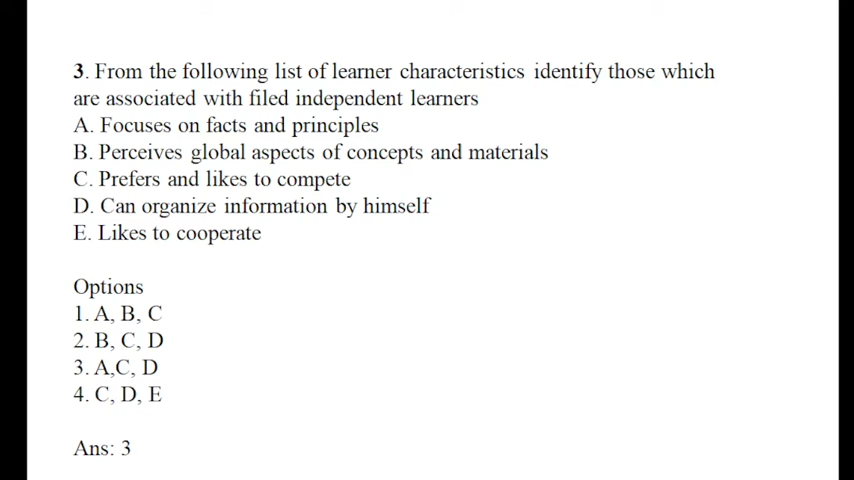 3. From the following list of learner characteristics identify those which
are associated with filed independent learners
A. Focuses on facts and principles
B. Perceives global aspects of concepts and materials
C. Prefers and likes to compete
D. Can organize information by himself
E. Likes to cooperate
Options
1. A, B, C
2. B, C, D
3. A,C, D
4. C, D, E
Ans: 3